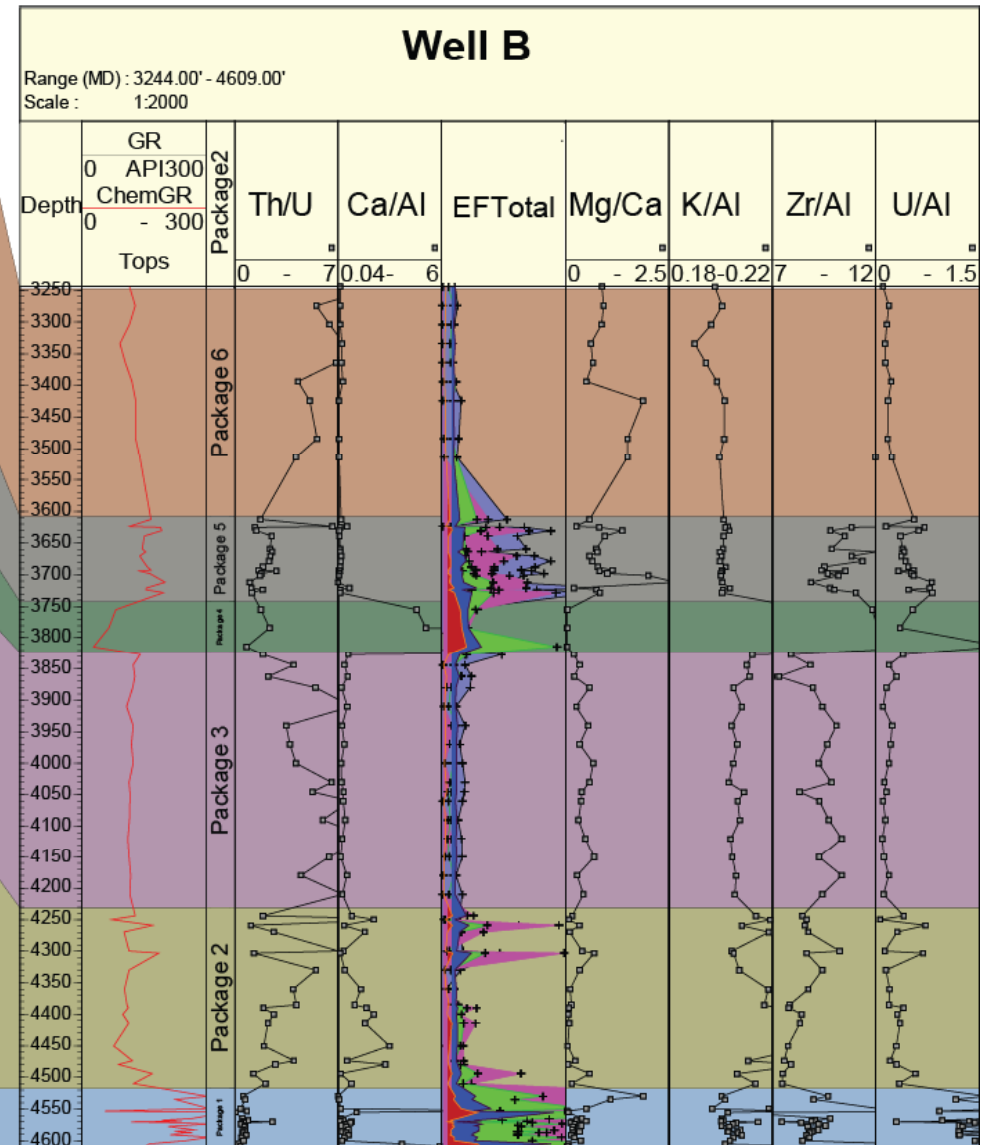 Well B
Range (MD) : 3244.00' - 4609.00'
Scale : 1:2000
Depth
GR
0 API300
ChemGR
0 - 300
Tops
Package2
Th/U
0 - 7
Ca/Al
0.04- 6
EFTotal
Mg/Ca
0 - 2.5
K/Al
0.18-0.22
Zr/Al
7 - 12
U/Al
0 - 1.5
3250
3300
3350
3400
3450
3500
3550
3600
3650
3700
3750
3800
3850
3900
3950
4000
4050
4100
4150
4200
4250
4300
4350
4400
4450
4500
4550
4600
Package 6
Package 5
Package 4
Package 3
Package 2
Package 1